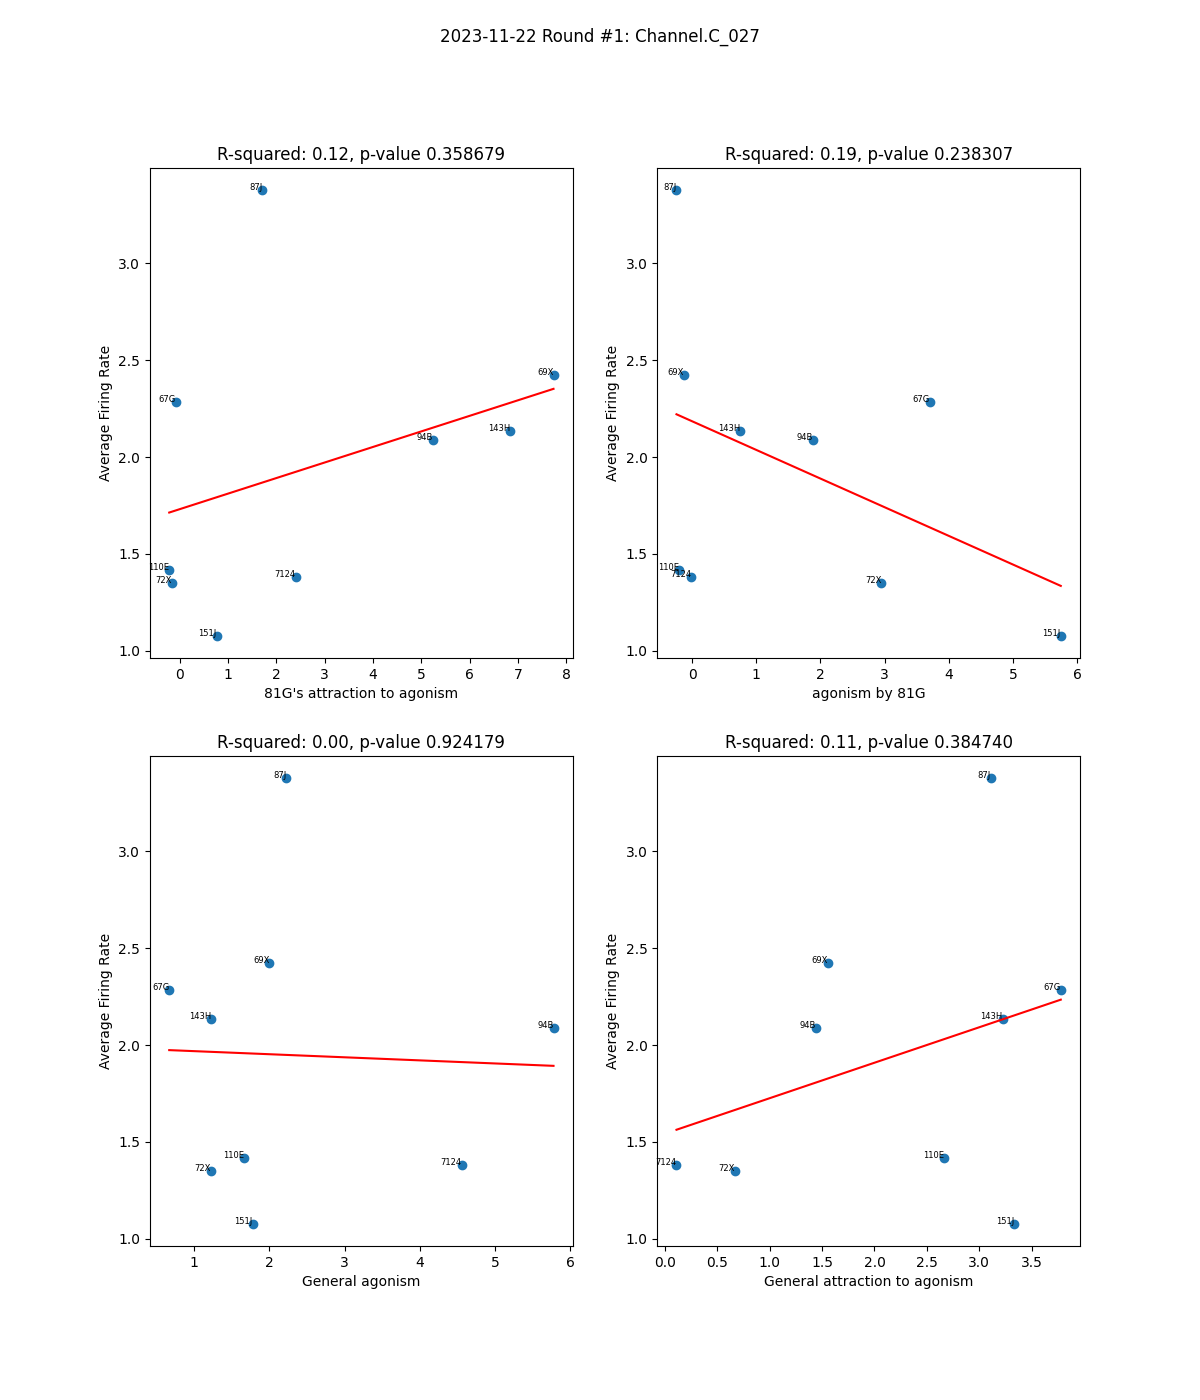 2023-11-22 Round #1: Channel.C_027
R-squared: 0.12, p-value 0.358679
87J
3.0
2.5
69X
67G
143H
94B
2.0
1.5
110E
72X
7124
151J
1.0
0 1 2 3 4 5 6 7 8
Average Firing Rate
81G's attraction to agonism
R-squared: 0.19, p-value 0.238307
87J
3.0
2.5
69X
67G
143H
94B
2.0
1.5
110E
7124
72X
151J
1.0
0 1 2 3 4 5 6
Average Firing Rate
agonism by 81G
R-squared: 0.00, p-value 0.924179
87J
3.0
2.5
69X
67G
143H
94B
2.0
1.5
110E
72X
7124
151J
1.0
1 2 3 4 5 6
Average Firing Rate
General agonism
R-squared: 0.11, p-value 0.384740
87J
3.0
2.5
69X
67G
143H
94B
2.0
1.5
7124
72X
110E
151J
1.0
0.0 0.5 1.0 1.5 2.0 2.5 3.0 3.5
Average Firing Rate
General attraction to agonism